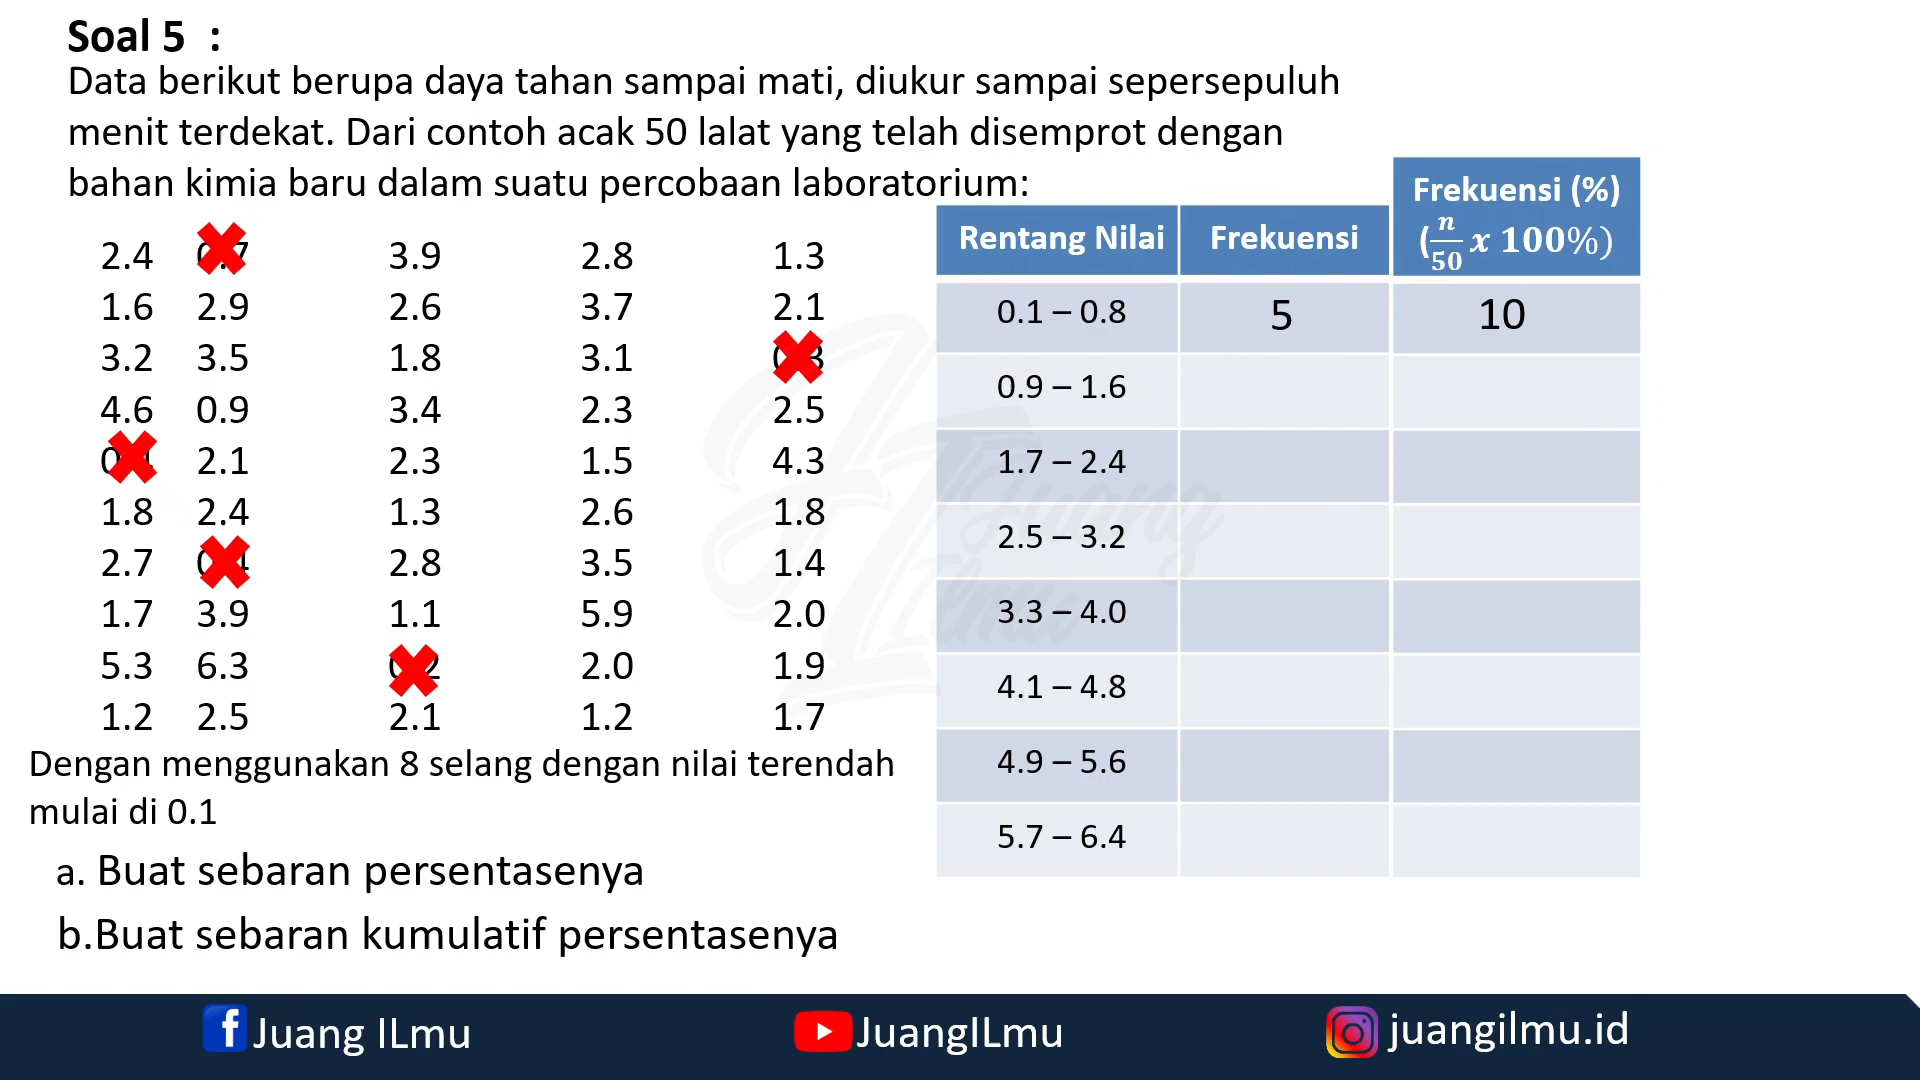 Soal 5 :
Data berikut berupa daya tahan sampai mati, diukur sampai sepersepuluh
menit terdekat. Dari contoh acak 50 lalat yang telah disemprot dengan
bahan kimia baru dalam suatu percobaan laboratorium:
2.4 3.9 2.8 1.3
1.6 2.9 2.6 3.7 2.1
3.2 3.5 1.8 3.1
4.6 0.9 3.4 2.3 2.5
2.1 2.3 1.5 4.3
1.8 2.4 1.3 2.6 1.8
2.7 2.8 3.5 1.4
1.7 3.9 1.1 5.9 2.0
5.3 6.3 2.0 1.9
1.2 2.5 2.1 1.2 1.7
Dengan menggunakan 8 selang dengan nilai terendah
mulai di 0.1
a. Buat sebaran persentasenya
b.Buat sebaran kumulatif persentasenya
Rentang Nilai Frekuensi Frekuensi (%)
(n/50 x 100%)
0.1 – 0.8 5 10
0.9 – 1.6
1.7 – 2.4
2.5 – 3.2
3.3 – 4.0
4.1 – 4.8
4.9 – 5.6
5.7 – 6.4
Juang Ilmu
Juang ILmu JuangILmu juangilmu.id